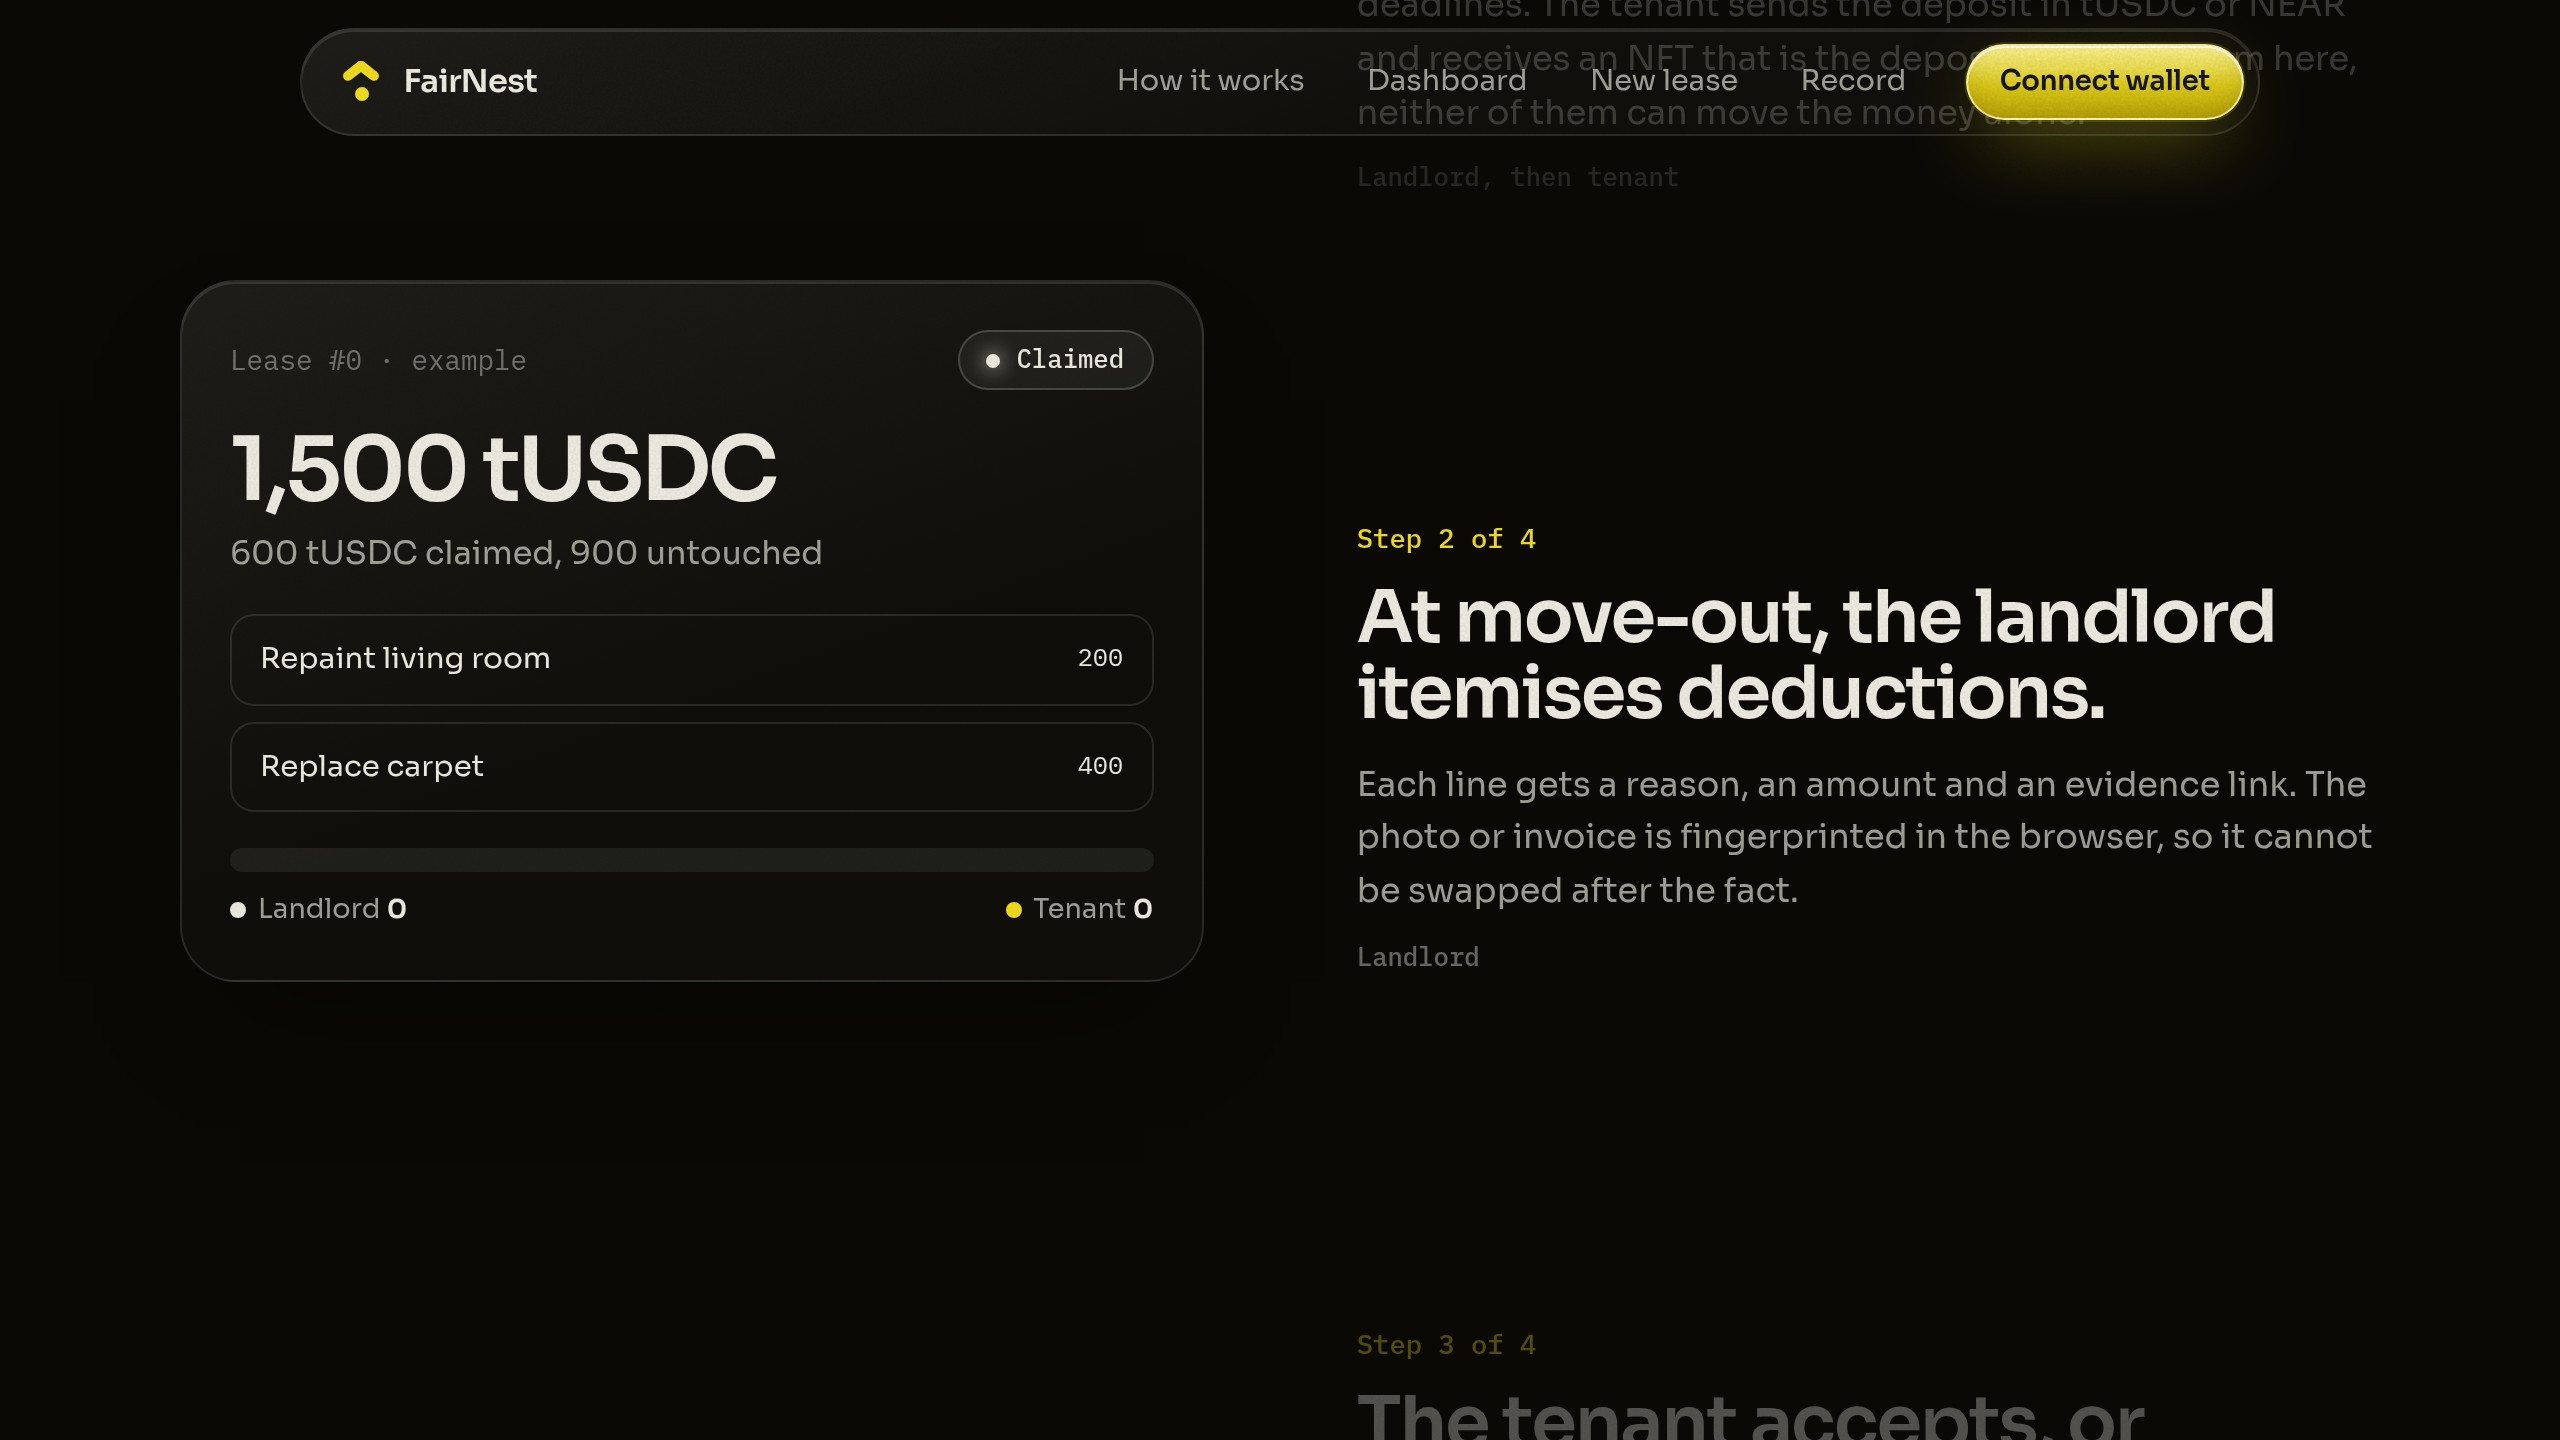 deadlines. The tenant sends the deposit in tUSDC or NEAR
and receives an NFT that is the here,
neither of them can move the money
FairNest
How it works
Dashboard
New lease
Record
Connect wallet
Landlord, then tenant
Lease #0 · example
Claimed
1,500 tUSDC
600 tUSDC claimed, 900 untouched
Repaint living room
200
Replace carpet
400
Landlord 0
Tenant 0
Step 2 of 4
At move-out, the landlord
itemises deductions.
Each line gets a reason, an amount and an evidence link. The
photo or invoice is fingerprinted in the browser, so it cannot
be swapped after the fact.
Landlord
Step 3 of 4
The tenant accepts, or